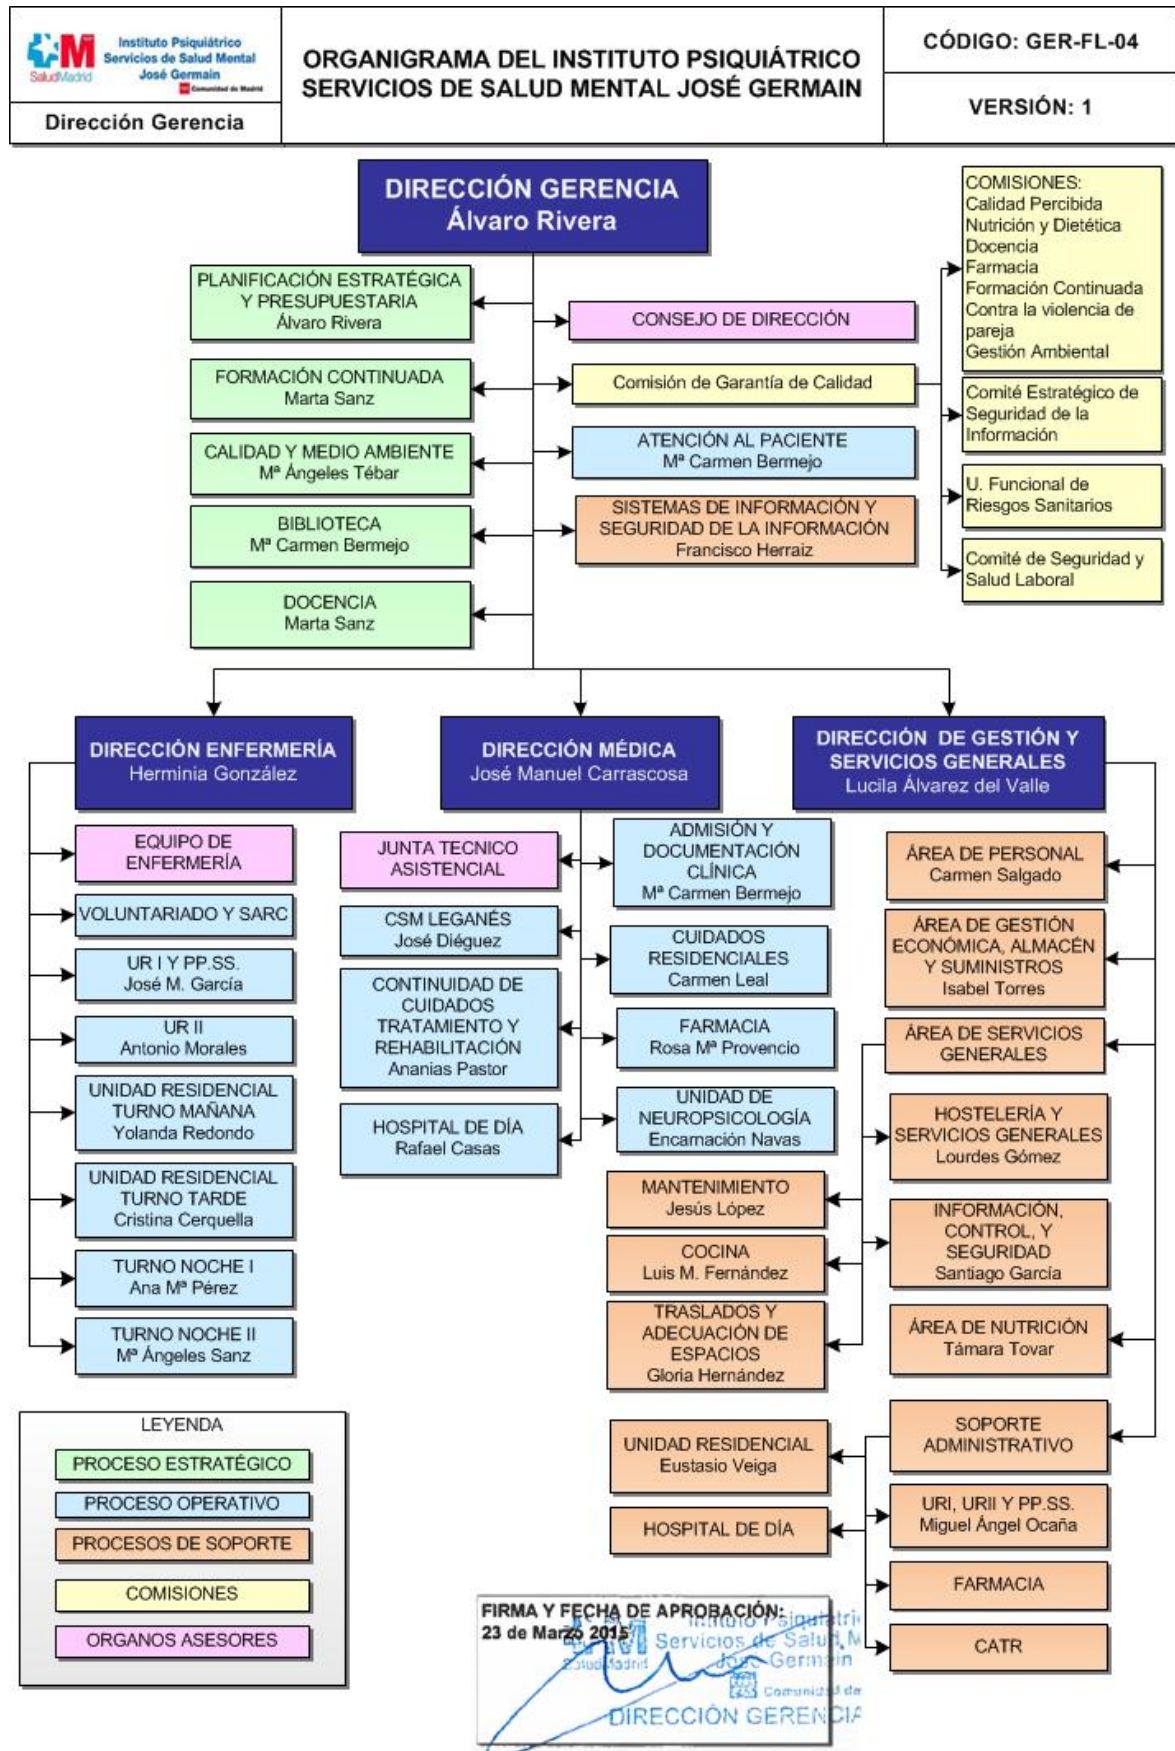 Instituto Psiquiátrico
Servicios de Salud Mental
José Germain
SaludMadrid
Comunidad de Madrid
Dirección Gerencia
ORGANIGRAMA DEL INSTITUTO PSIQUIÁTRICO
SERVICIOS DE SALUD MENTAL JOSÉ GERMAIN
CÓDIGO: GER-FL-04
VERSIÓN: 1
DIRECCIÓN GERENCIA
Álvaro Rivera
PLANIFICACIÓN ESTRATÉGICA
Y PRESUPUESTARIA
Álvaro Rivera
FORMACIÓN CONTINUADA
Marta Sanz
CALIDAD Y MEDIO AMBIENTE
Mª Ángeles Tébar
BIBLIOTECA
Mª Carmen Bermejo
DOCENCIA
Marta Sanz
CONSEJO DE DIRECCIÓN
Comisión de Garantía de Calidad
ATENCIÓN AL PACIENTE
Mª Carmen Bermejo
SISTEMAS DE INFORMACIÓN Y
SEGURIDAD DE LA INFORMACIÓN
Francisco Herraiz
COMISIONES:
Calidad Percibida
Nutrición y Dietética
Docencia
Farmacia
Formación Continuada
Contra la violencia de
pareja
Gestión Ambiental
Comité Estratégico de
Seguridad de la
Información
U. Funcional de
Riesgos Sanitarios
Comité de Seguridad y
Salud Laboral
DIRECCIÓN ENFERMERÍA
Herminia González
EQUIPO DE
ENFERMERÍA
VOLUNTARIADO Y SARC
UR I Y PP.SS.
José M. García
UR II
Antonio Morales
UNIDAD RESIDENCIAL
TURNO MAÑANA
Yolanda Redondo
UNIDAD RESIDENCIAL
TURNO TARDE
Cristina Cerquella
TURNO NOCHE I
Ana Mª Pérez
TURNO NOCHE II
Mª Ángeles Sanz
DIRECCIÓN MÉDICA
José Manuel Carrascosa
JUNTA TECNICO
ASISTENCIAL
CSM LEGANÉS
José Diéguez
CONTINUIDAD DE
CUIDADOS
TRATAMIENTO Y
REHABILITACIÓN
Ananias Pastor
HOSPITAL DE DÍA
Rafael Casas
ADMISIÓN Y
DOCUMENTACIÓN
CLÍNICA
Mª Carmen Bermejo
CUIDADOS
RESIDENCIALES
Carmen Leal
FARMACIA
Rosa Mª Provencio
UNIDAD DE
NEUROPSICOLOGÍA
Encarnación Navas
DIRECCIÓN DE GESTIÓN Y
SERVICIOS GENERALES
Lucila Álvarez del Valle
ÁREA DE PERSONAL
Carmen Salgado
ÁREA DE GESTIÓN
ECONÓMICA, ALMACÉN
Y SUMINISTROS
Isabel Torres
ÁREA DE SERVICIOS
GENERALES
HOSTELERÍA Y
SERVICIOS GENERALES
Lourdes Gómez
INFORMACIÓN,
CONTROL, Y
SEGURIDAD
Santiago García
MANTENIMIENTO
Jesús López
COCINA
Luis M. Fernández
TRASLADOS Y
ADECUACIÓN DE
ESPACIOS
Gloria Hernández
ÁREA DE NUTRICIÓN
Támara Tovar
SOPORTE
ADMINISTRATIVO
UNIDAD RESIDENCIAL
Eustasio Veiga
HOSPITAL DE DÍA
URI, URII Y PP.SS.
Miguel Ángel Ocaña
FARMACIA
CATR
LEYENDA
PROCESO ESTRATÉGICO
PROCESO OPERATIVO
PROCESOS DE SOPORTE
COMISIONES
ORGANOS ASESORES
FIRMA Y FECHA DE APROBACIÓN:
23 de Marzo 2015
Servicios de Salud M
José Germain
SaludMadrid
Comunidad de
DIRECCIÓN GERENCIA